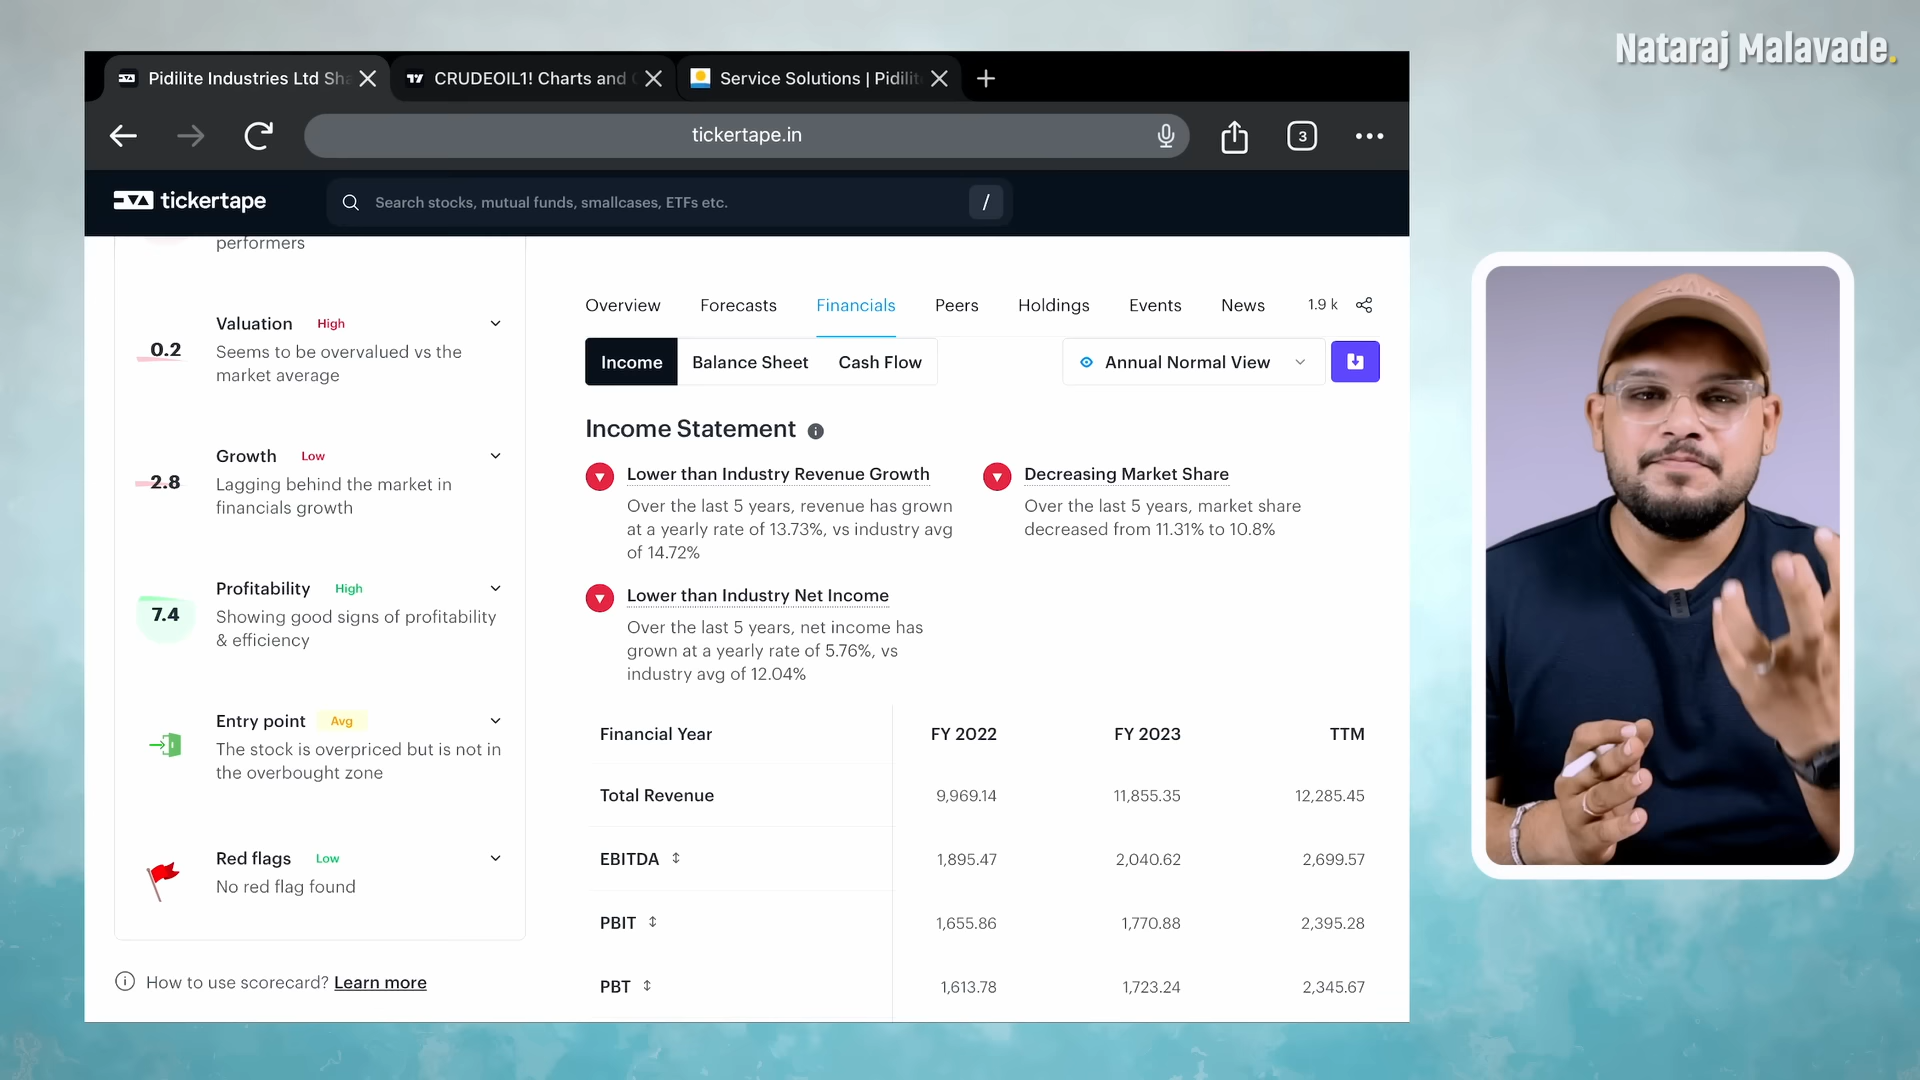 Nataraj Malavade.
Pidilite Industries Ltd Sha
CRUDEOIL1! Charts and
Service Solutions | Pidilit
tickertape.in
3
tickertape
Search stocks, mutual funds, smallcases, ETFs etc.
/
performers
Valuation High
0.2
Seems to be overvalued vs the
market average
Growth Low
2.8
Lagging behind the market in
financials growth
Profitability High
7.4
Showing good signs of profitability
& efficiency
Entry point Avg
The stock is overpriced but is not in
the overbought zone
Red flags Low
No red flag found
How to use scorecard? Learn more
Overview Forecasts Financials Peers Holdings Events News 1.9 k
Income Balance Sheet Cash Flow Annual Normal View
Income Statement
Lower than Industry Revenue Growth
Over the last 5 years, revenue has grown
at a yearly rate of 13.73%, vs industry avg
of 14.72%
Decreasing Market Share
Over the last 5 years, market share
decreased from 11.31% to 10.8%
Lower than Industry Net Income
Over the last 5 years, net income has
grown at a yearly rate of 5.76%, vs
industry avg of 12.04%
Financial Year FY 2022 FY 2023 TTM
Total Revenue 9,969.14 11,855.35 12,285.45
EBITDA 1,895.47 2,040.62 2,699.57
PBIT 1,655.86 1,770.88 2,395.28
PBT 1,613.78 1,723.24 2,345.67